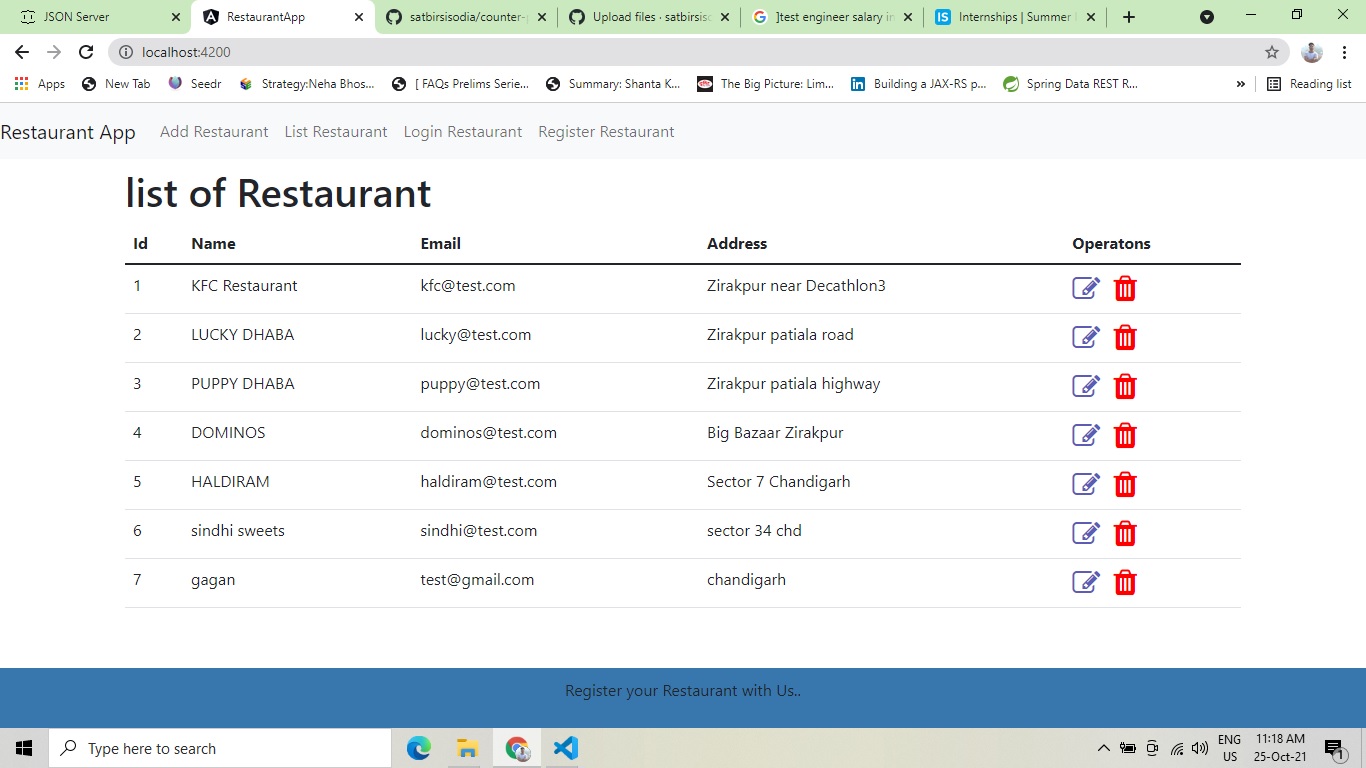 JSON Server
RestaurantApp
satbirsisodia/counter-
Upload files · satbirsiso
]test engineer salary in
Internships | Summer
localhost:4200
Apps
New Tab
Seedr
Strategy:Neha Bhos...
[ FAQs Prelims Serie...
Summary: Shanta K...
The Big Picture: Lim...
Building a JAX-RS p...
Spring Data REST R...
»
Reading list
Restaurant App Add Restaurant List Restaurant Login Restaurant Register Restaurant
list of Restaurant
Id Name Email Address Operatons
1 KFC Restaurant kfc@test.com Zirakpur near Decathlon3
2 LUCKY DHABA lucky@test.com Zirakpur patiala road
3 PUPPY DHABA puppy@test.com Zirakpur patiala highway
4 DOMINOS dominos@test.com Big Bazaar Zirakpur
5 HALDIRAM haldiram@test.com Sector 7 Chandigarh
6 sindhi sweets sindhi@test.com sector 34 chd
7 gagan test@gmail.com chandigarh
Register your Restaurant with Us..
Type here to search
ENG
US
11:18 AM
25-Oct-21
1